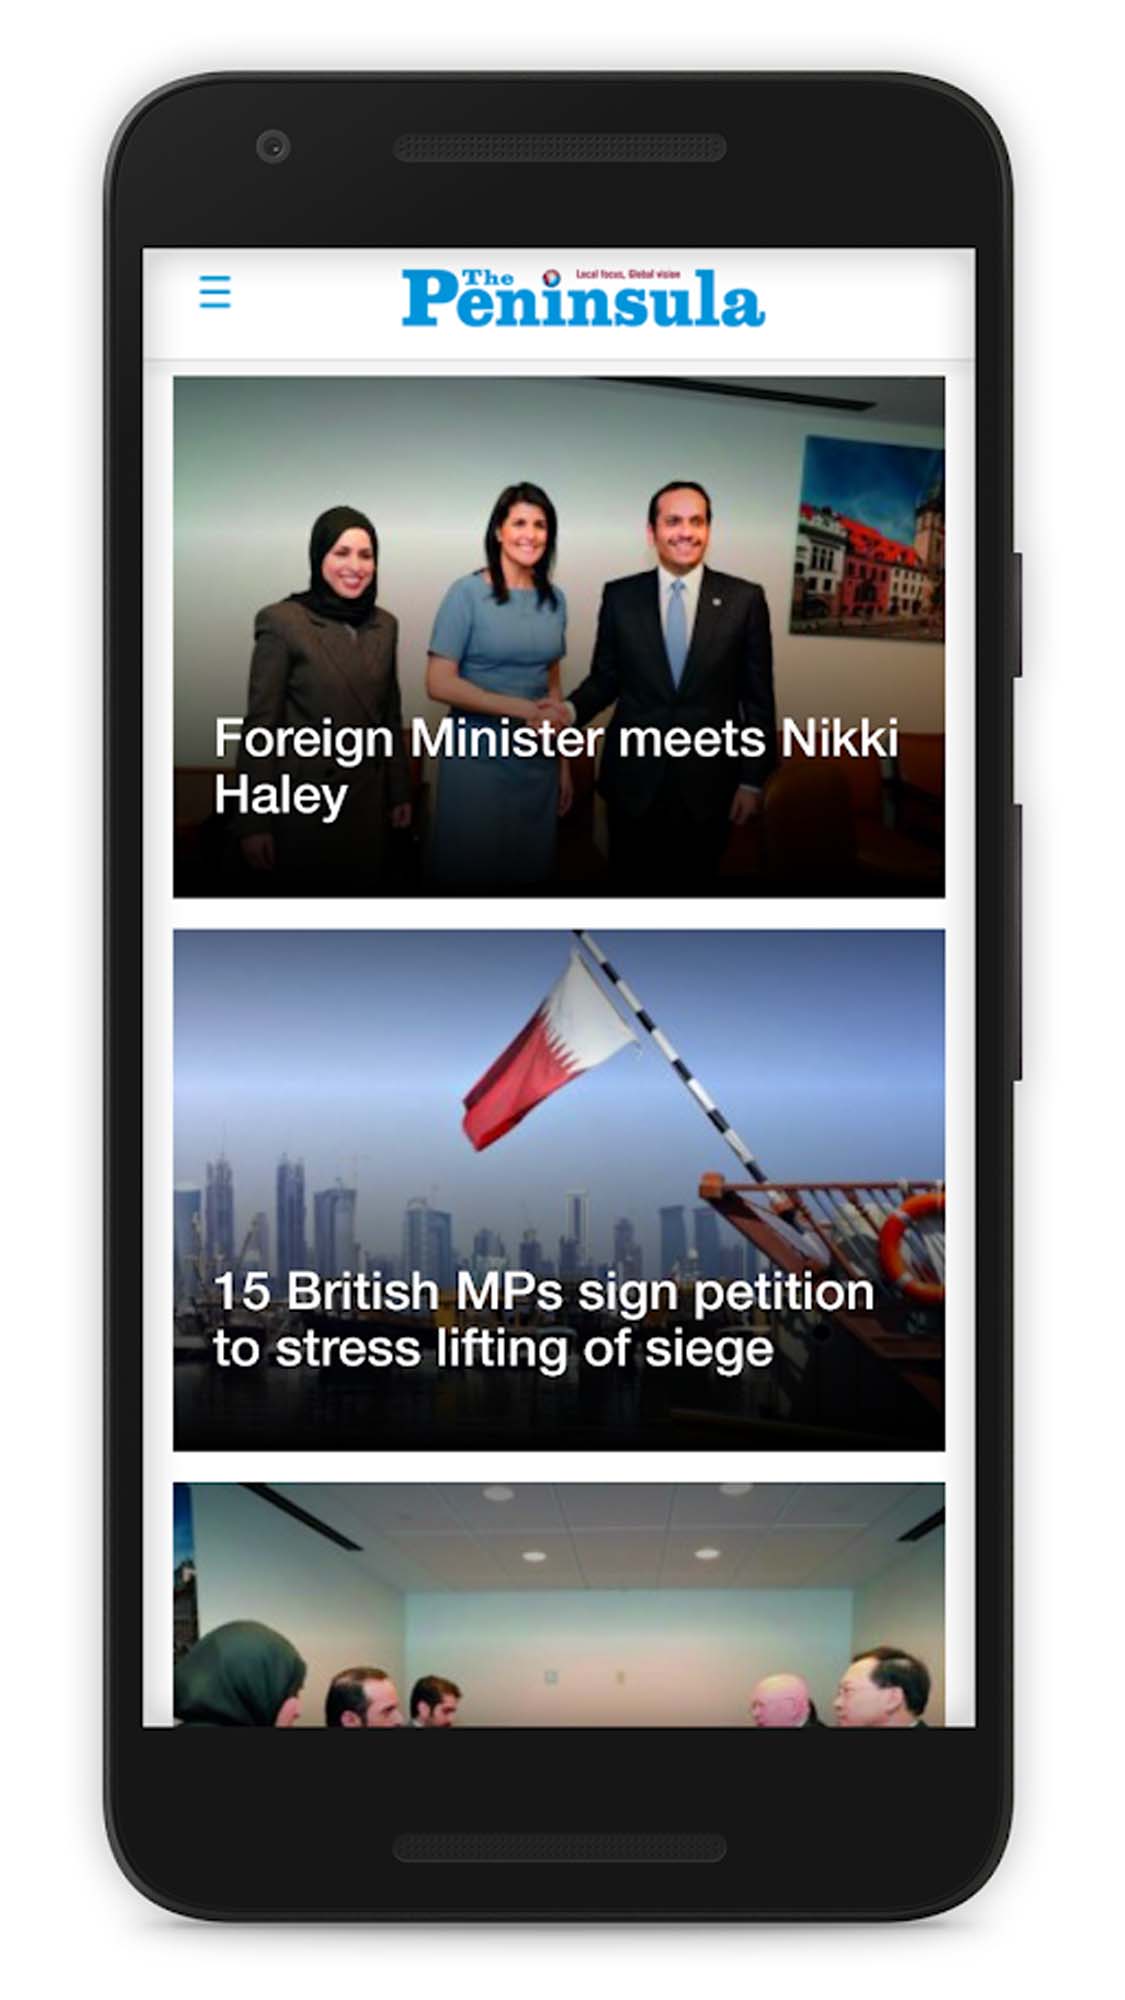 The
Local focus, Global vision
Peninsula
Foreign Minister meets Nikki
Haley
15 British MPs sign petition
to stress lifting of siege